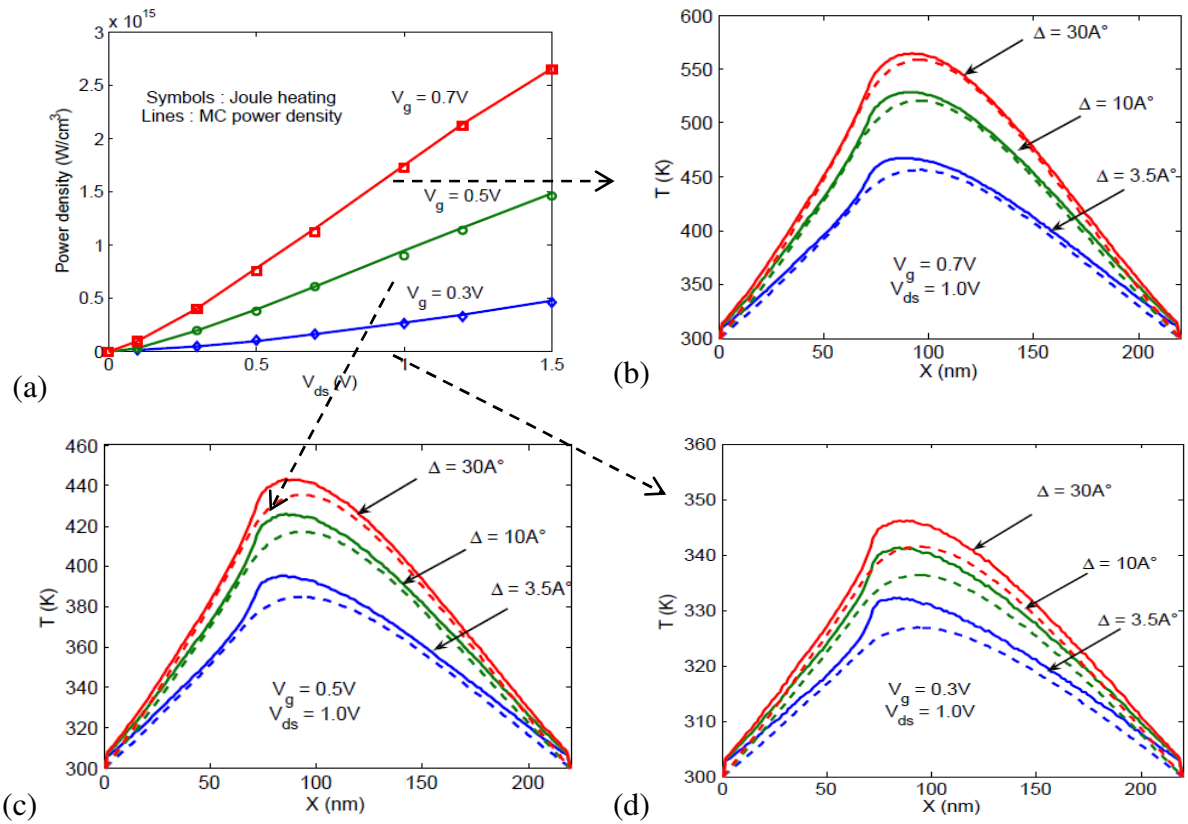 x 10^15
3
2.5
2
1.5
1
0.5
0
Power density (W/cm³)
Symbols : Joule heating
Lines : MC power density
V_g = 0.7V
V_g = 0.5V
V_g = 0.3V
0 0.5 1 1.5
V_ds (V)
(a)
600
550
500
450
400
350
300
T (K)
Δ = 30A°
Δ = 10A°
Δ = 3.5A°
V_g = 0.7V
V_ds = 1.0V
0 50 100 150 200
X (nm)
(b)
460
440
420
400
380
360
340
320
300
T (K)
Δ = 30A°
Δ = 10A°
Δ = 3.5A°
V_g = 0.5V
V_ds = 1.0V
0 50 100 150 200
X (nm)
(c)
360
350
340
330
320
310
300
T (K)
Δ = 30A°
Δ = 10A°
Δ = 3.5A°
V_g = 0.3V
V_ds = 1.0V
0 50 100 150 200
X (nm)
(d)